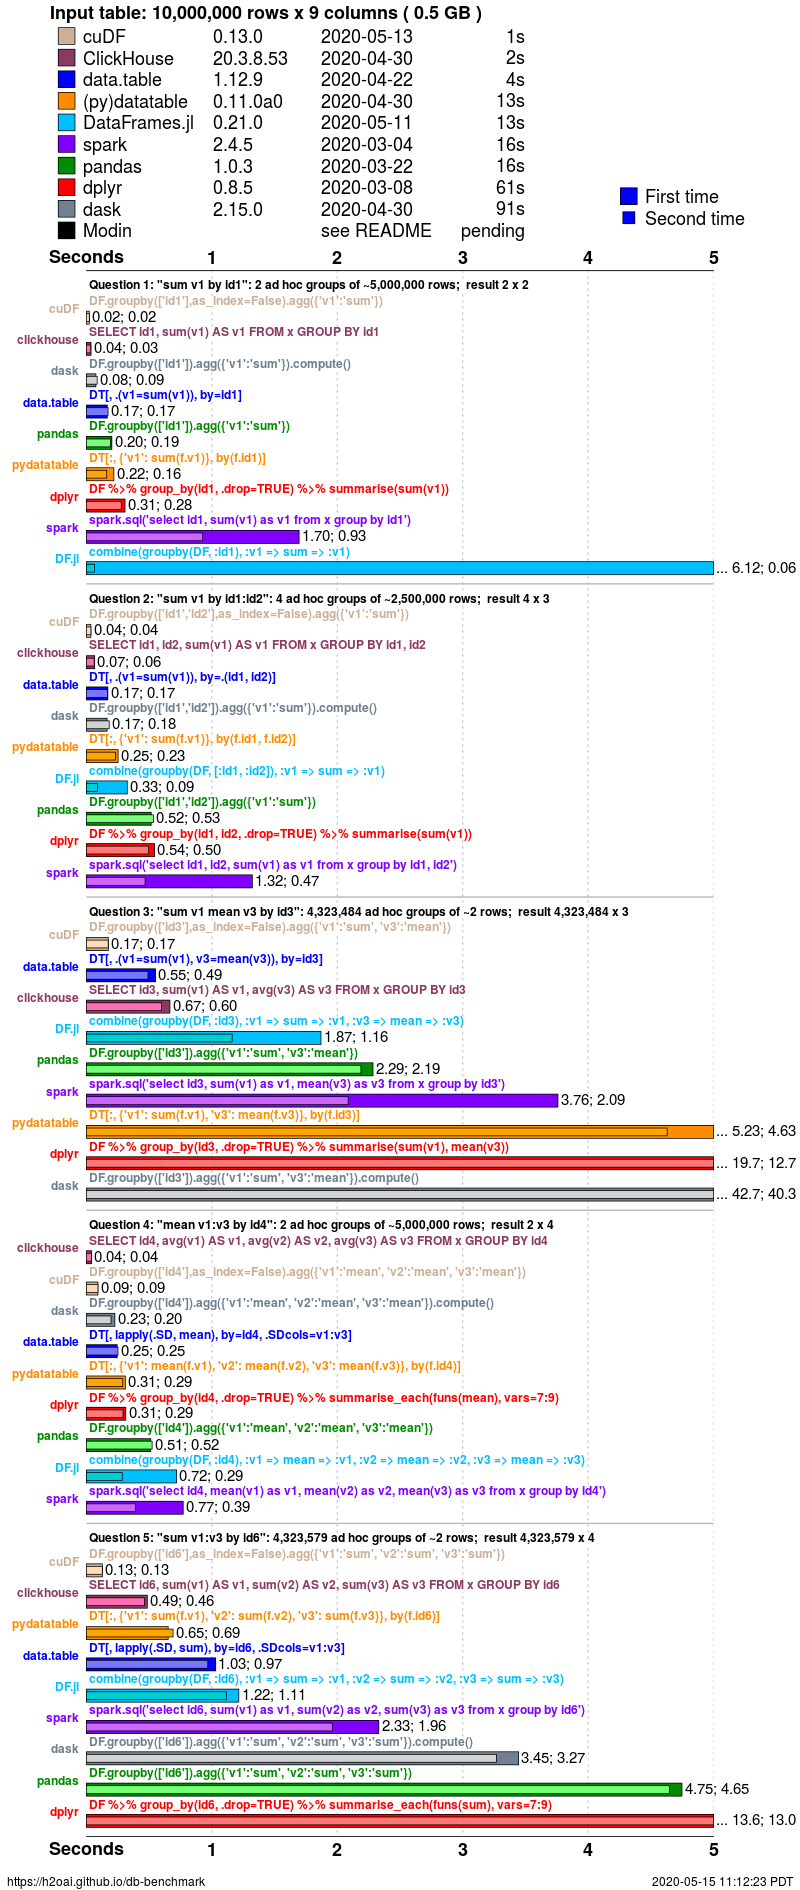 Input table: 10,000,000 rows x 9 columns ( 0.5 GB )
cuDF 0.13.0 2020-05-13 1s
ClickHouse 20.3.8.53 2020-04-30 2s
data.table 1.12.9 2020-04-22 4s
(py)datatable 0.11.0a0 2020-04-30 13s
DataFrames.jl 0.21.0 2020-05-11 13s
spark 2.4.5 2020-03-04 16s
pandas 1.0.3 2020-03-22 16s
dplyr 0.8.5 2020-03-08 61s
dask 2.15.0 2020-04-30 91s
Modin see README pending
First time
Second time
Seconds 1 2 3 4 5
Question 1: "sum v1 by id1": 2 ad hoc groups of ~5,000,000 rows; result 2 x 2
DF.groupby(['id1'],as_index=False).agg({'v1':'sum'})
cuDF 0.02; 0.02
SELECT id1, sum(v1) AS v1 FROM x GROUP BY id1
clickhouse 0.04; 0.03
DF.groupby(['id1']).agg({'v1':'sum'}).compute()
dask 0.08; 0.09
DT[, .(v1=sum(v1)), by=id1]
data.table 0.17; 0.17
DF.groupby(['id1']).agg({'v1':'sum'})
pandas 0.20; 0.19
DT[:, {'v1': sum(f.v1)}, by(f.id1)]
pydatatable 0.22; 0.16
DF %>% group_by(id1, .drop=TRUE) %>% summarise(sum(v1))
dplyr 0.31; 0.28
spark.sql('select id1, sum(v1) as v1 from x group by id1')
spark 1.70; 0.93
combine(groupby(DF, :id1), :v1 => sum => :v1)
DF.jl ... 6.12; 0.06
Question 2: "sum v1 by id1:id2": 4 ad hoc groups of ~2,500,000 rows; result 4 x 3
DF.groupby(['id1','id2'],as_index=False).agg({'v1':'sum'})
cuDF 0.04; 0.04
SELECT id1, id2, sum(v1) AS v1 FROM x GROUP BY id1, id2
clickhouse 0.07; 0.06
DT[, .(v1=sum(v1)), by=.(id1, id2)]
data.table 0.17; 0.17
DF.groupby(['id1','id2']).agg({'v1':'sum'}).compute()
dask 0.17; 0.18
DT[:, {'v1': sum(f.v1)}, by(f.id1, f.id2)]
pydatatable 0.25; 0.23
combine(groupby(DF, [:id1, :id2]), :v1 => sum => :v1)
DF.jl 0.33; 0.09
DF.groupby(['id1','id2']).agg({'v1':'sum'})
pandas 0.52; 0.53
DF %>% group_by(id1, id2, .drop=TRUE) %>% summarise(sum(v1))
dplyr 0.54; 0.50
spark.sql('select id1, id2, sum(v1) as v1 from x group by id1, id2')
spark 1.32; 0.47
Question 3: "sum v1 mean v3 by id3": 4,323,484 ad hoc groups of ~2 rows; result 4,323,484 x 3
DF.groupby(['id3'],as_index=False).agg({'v1':'sum', 'v3':'mean'})
cuDF 0.17; 0.17
DT[, .(v1=sum(v1), v3=mean(v3)), by=id3]
data.table 0.55; 0.49
SELECT id3, sum(v1) AS v1, avg(v3) AS v3 FROM x GROUP BY id3
clickhouse 0.67; 0.60
combine(groupby(DF, :id3), :v1 => sum => :v1, :v3 => mean => :v3)
DF.jl 1.87; 1.16
DF.groupby(['id3']).agg({'v1':'sum', 'v3':'mean'})
pandas 2.29; 2.19
spark.sql('select id3, sum(v1) as v1, mean(v3) as v3 from x group by id3')
spark 3.76; 2.09
DT[:, {'v1': sum(f.v1), 'v3': mean(f.v3)}, by(f.id3)]
pydatatable ... 5.23; 4.63
DF %>% group_by(id3, .drop=TRUE) %>% summarise(sum(v1), mean(v3))
dplyr ... 19.7; 12.7
DF.groupby(['id3']).agg({'v1':'sum', 'v3':'mean'}).compute()
dask ... 42.7; 40.3
Question 4: "mean v1:v3 by id4": 2 ad hoc groups of ~5,000,000 rows; result 2 x 4
SELECT id4, avg(v1) AS v1, avg(v2) AS v2, avg(v3) AS v3 FROM x GROUP BY id4
clickhouse 0.04; 0.04
DF.groupby(['id4'],as_index=False).agg({'v1':'mean', 'v2':'mean', 'v3':'mean'})
cuDF 0.09; 0.09
DF.groupby(['id4']).agg({'v1':'mean', 'v2':'mean', 'v3':'mean'}).compute()
dask 0.23; 0.20
DT[, lapply(.SD, mean), by=id4, .SDcols=v1:v3]
data.table 0.25; 0.25
DT[:, {'v1': mean(f.v1), 'v2': mean(f.v2), 'v3': mean(f.v3)}, by(f.id4)]
pydatatable 0.31; 0.29
DF %>% group_by(id4, .drop=TRUE) %>% summarise_each(funs(mean), vars=7:9)
dplyr 0.31; 0.29
DF.groupby(['id4']).agg({'v1':'mean', 'v2':'mean', 'v3':'mean'})
pandas 0.51; 0.52
combine(groupby(DF, :id4), :v1 => mean => :v1, :v2 => mean => :v2, :v3 => mean => :v3)
DF.jl 0.72; 0.29
spark.sql('select id4, mean(v1) as v1, mean(v2) as v2, mean(v3) as v3 from x group by id4')
spark 0.77; 0.39
Question 5: "sum v1:v3 by id6": 4,323,579 ad hoc groups of ~2 rows; result 4,323,579 x 4
DF.groupby(['id6'],as_index=False).agg({'v1':'sum', 'v2':'sum', 'v3':'sum'})
cuDF 0.13; 0.13
SELECT id6, sum(v1) AS v1, sum(v2) AS v2, sum(v3) AS v3 FROM x GROUP BY id6
clickhouse 0.49; 0.46
DT[:, {'v1': sum(f.v1), 'v2': sum(f.v2), 'v3': sum(f.v3)}, by(f.id6)]
pydatatable 0.65; 0.69
DT[, lapply(.SD, sum), by=id6, .SDcols=v1:v3]
data.table 1.03; 0.97
combine(groupby(DF, :id6), :v1 => sum => :v1, :v2 => sum => :v2, :v3 => sum => :v3)
DF.jl 1.22; 1.11
spark.sql('select id6, sum(v1) as v1, sum(v2) as v2, sum(v3) as v3 from x group by id6')
spark 2.33; 1.96
DF.groupby(['id6']).agg({'v1':'sum', 'v2':'sum', 'v3':'sum'}).compute()
dask 3.45; 3.27
DF.groupby(['id6']).agg({'v1':'sum', 'v2':'sum', 'v3':'sum'})
pandas 4.75; 4.65
DF %>% group_by(id6, .drop=TRUE) %>% summarise_each(funs(sum), vars=7:9)
dplyr ... 13.6; 13.0
Seconds 1 2 3 4 5
https://h2oai.github.io/db-benchmark 2020-05-15 11:12:23 PDT